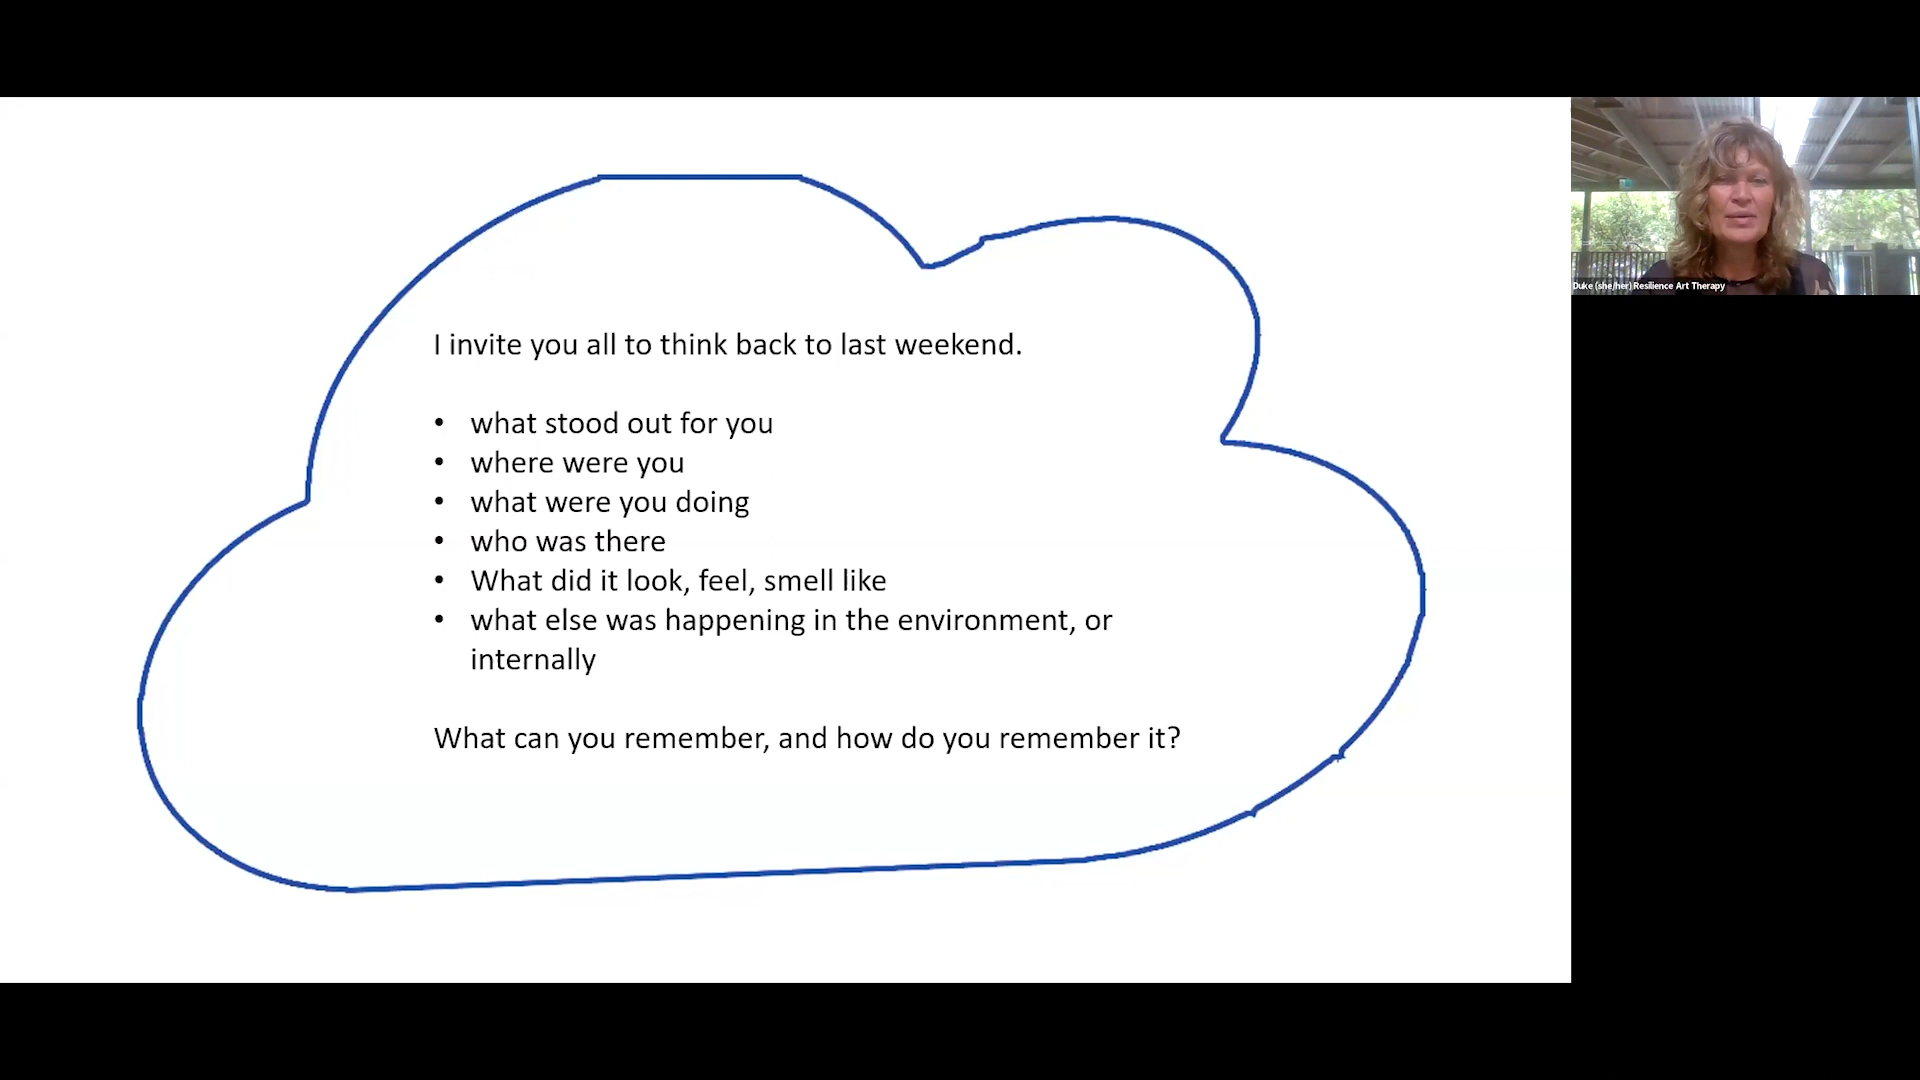 I invite you all to think back to last weekend.
• what stood out for you
• where were you
• what were you doing
• who was there
• What did it look, feel, smell like
• what else was happening in the environment, or
internally
What can you remember, and how do you remember it?
Duke (she/her) Resilience Art Therapy